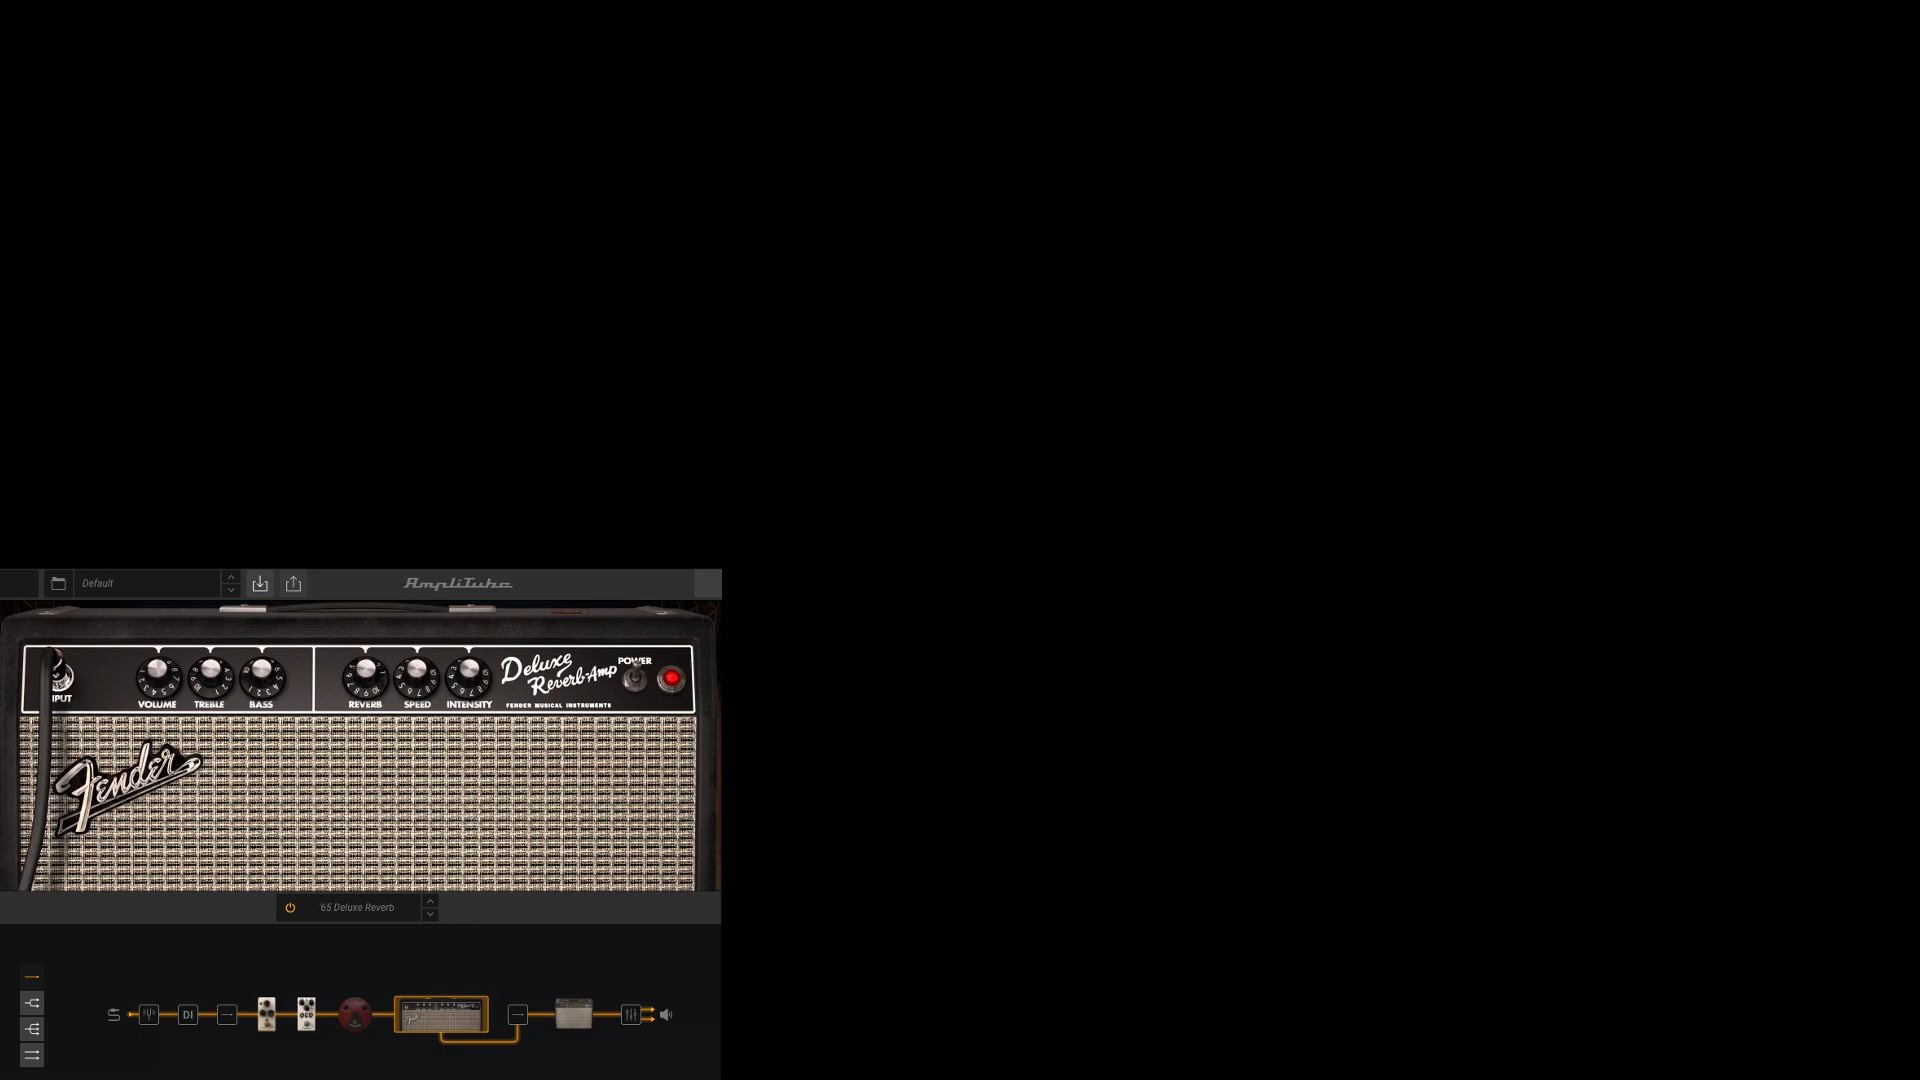 Default
AmpliTube
Deluxe
Reverb-Amp
POWER
VOLUME TREBLE BASS REVERB SPEED INTENSITY
FENDER MUSICAL INSTRUMENTS
Fender
'65 Deluxe Reverb
DI
OCD